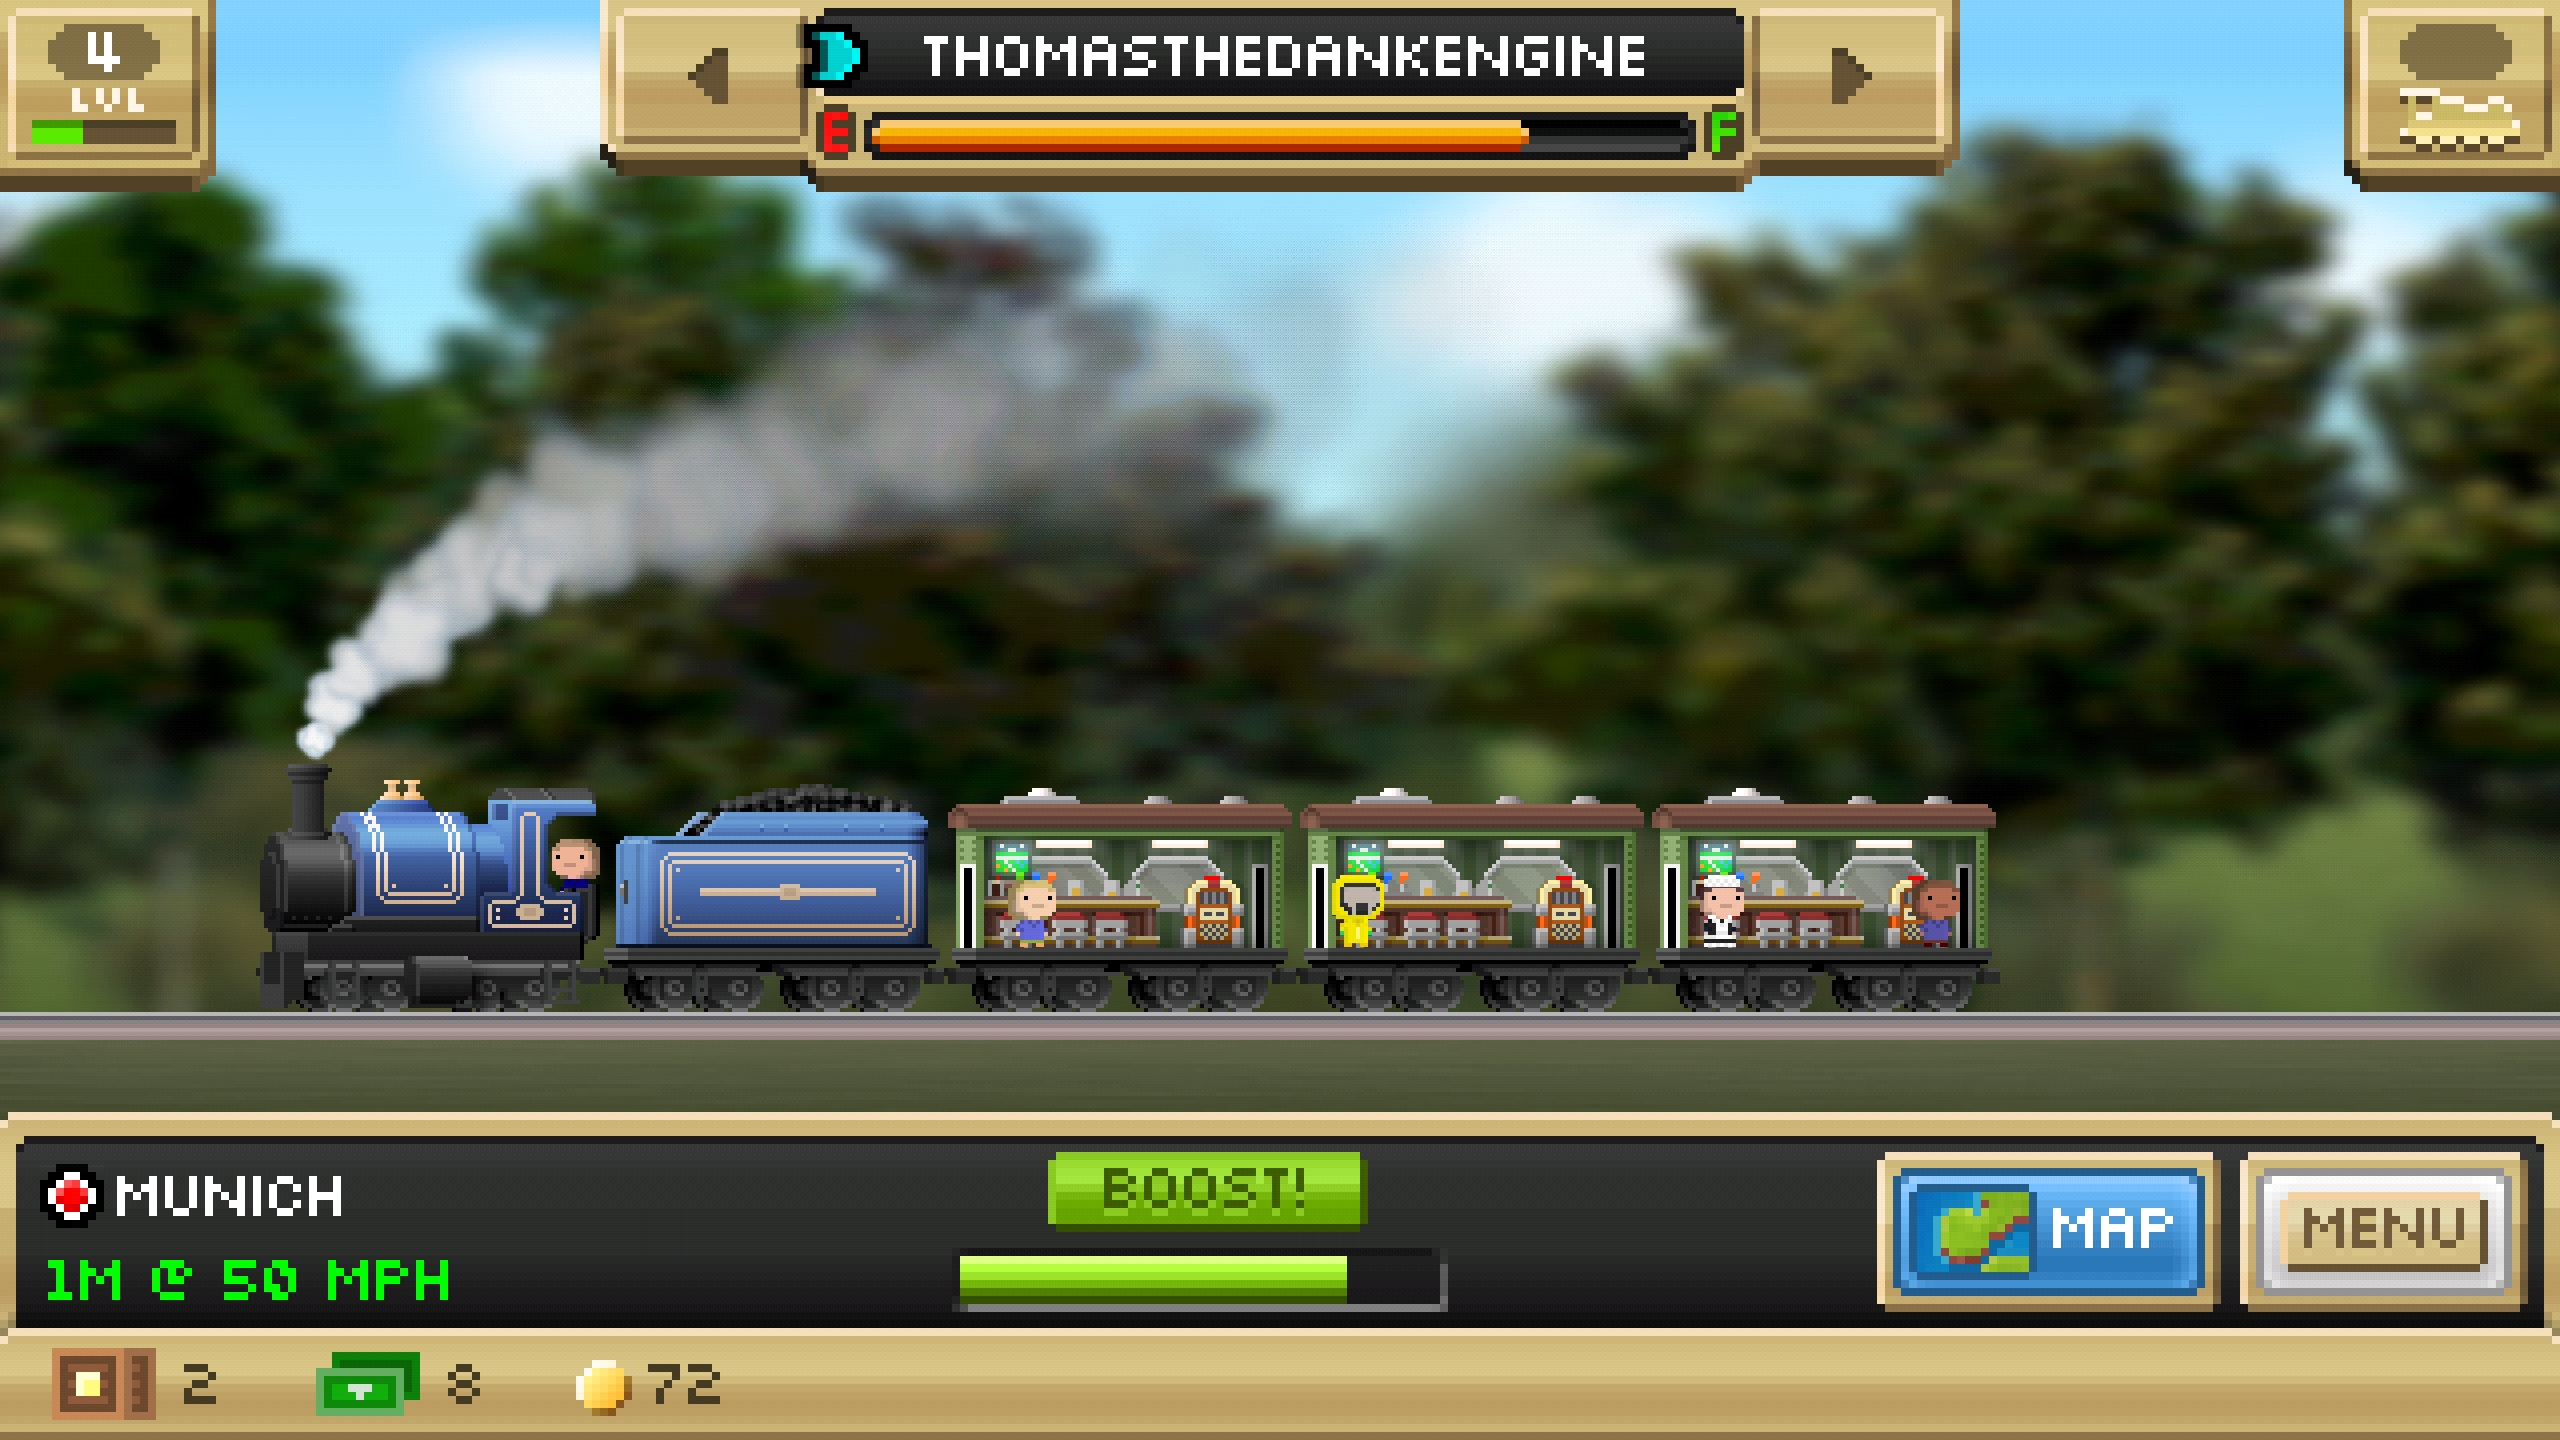 4
LVL
THOMASTHEDANKENGINE
E F
MUNICH
1M @ 50 MPH
BOOST!
MAP
MENU
2 8 72